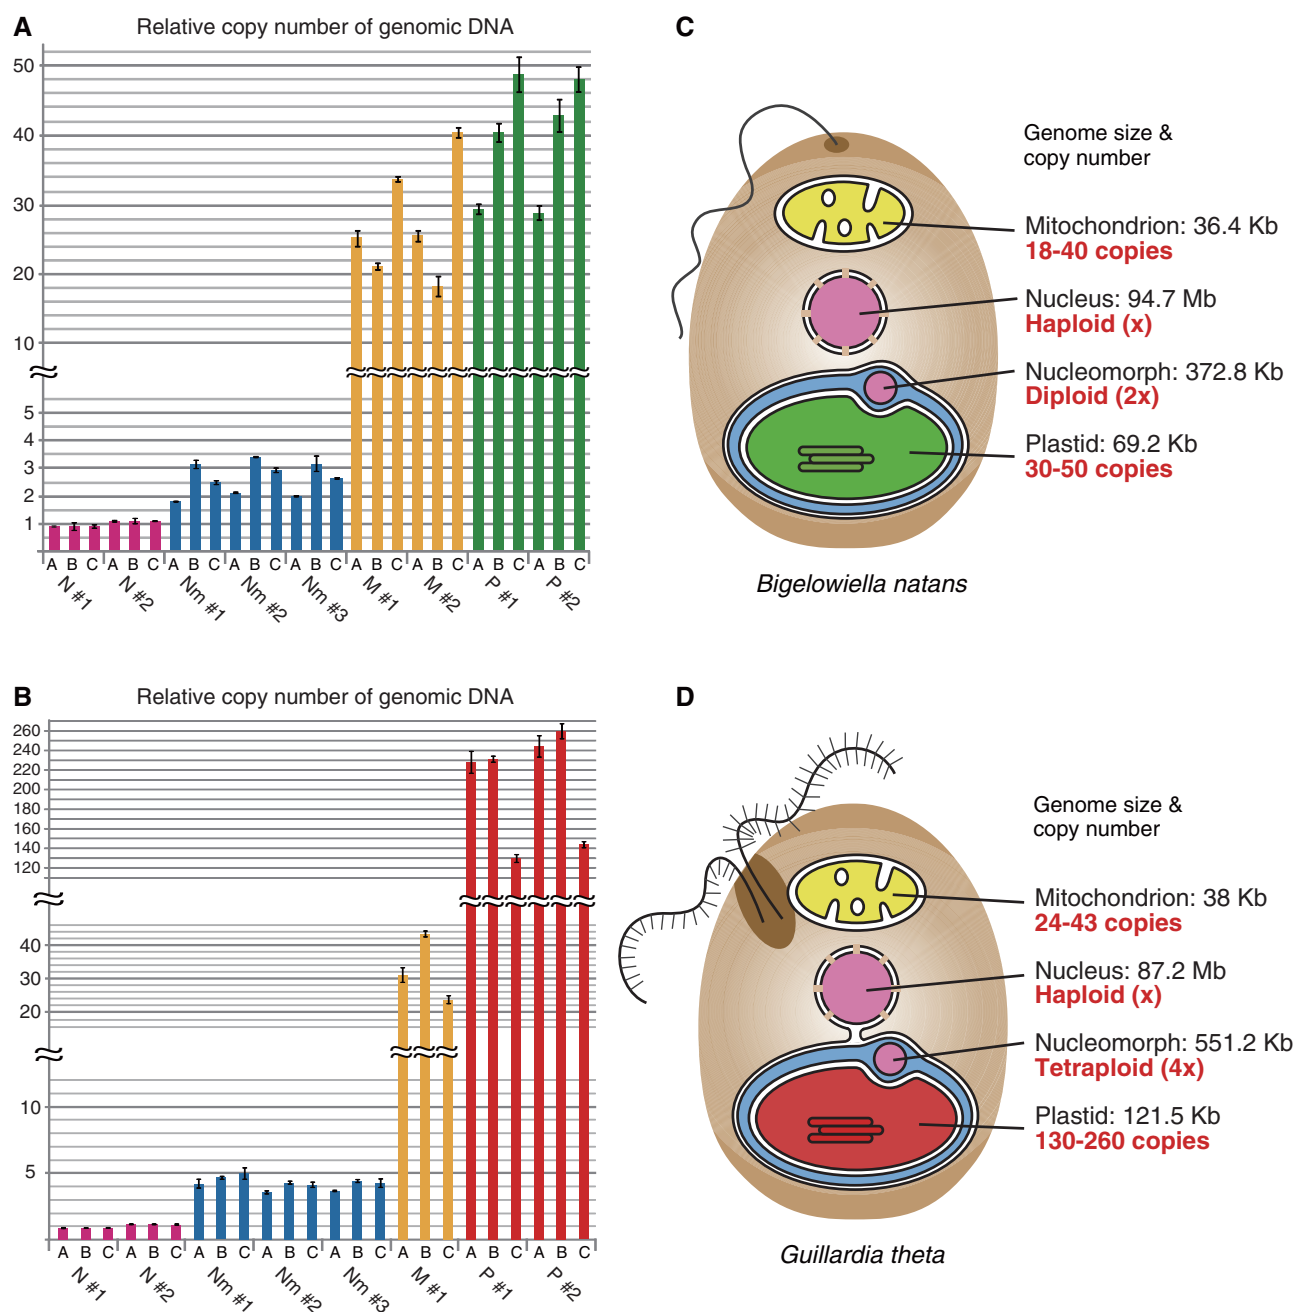 A
Relative copy number of genomic DNA
50
40
30
20
10
5
4
3
2
1
A B C A B C A B C A B C A B C A B C A B C A B C A B C
N #1
N #2
Nm #1
Nm #2
Nm #3
M #1
M #2
P #1
P #2
C
Genome size &
copy number
Mitochondrion: 36.4 Kb
18-40 copies
Nucleus: 94.7 Mb
Haploid (x)
Nucleomorph: 372.8 Kb
Diploid (2x)
Plastid: 69.2 Kb
30-50 copies
Bigelowiella natans
B
Relative copy number of genomic DNA
260
240
220
200
180
160
140
120
40
30
20
10
5
A B C A B C A B C A B C A B C A B C A B C A B C
N #1
N #2
Nm #1
Nm #2
Nm #3
M #1
P #1
P #2
D
Genome size &
copy number
Mitochondrion: 38 Kb
24-43 copies
Nucleus: 87.2 Mb
Haploid (x)
Nucleomorph: 551.2 Kb
Tetraploid (4x)
Plastid: 121.5 Kb
130-260 copies
Guillardia theta